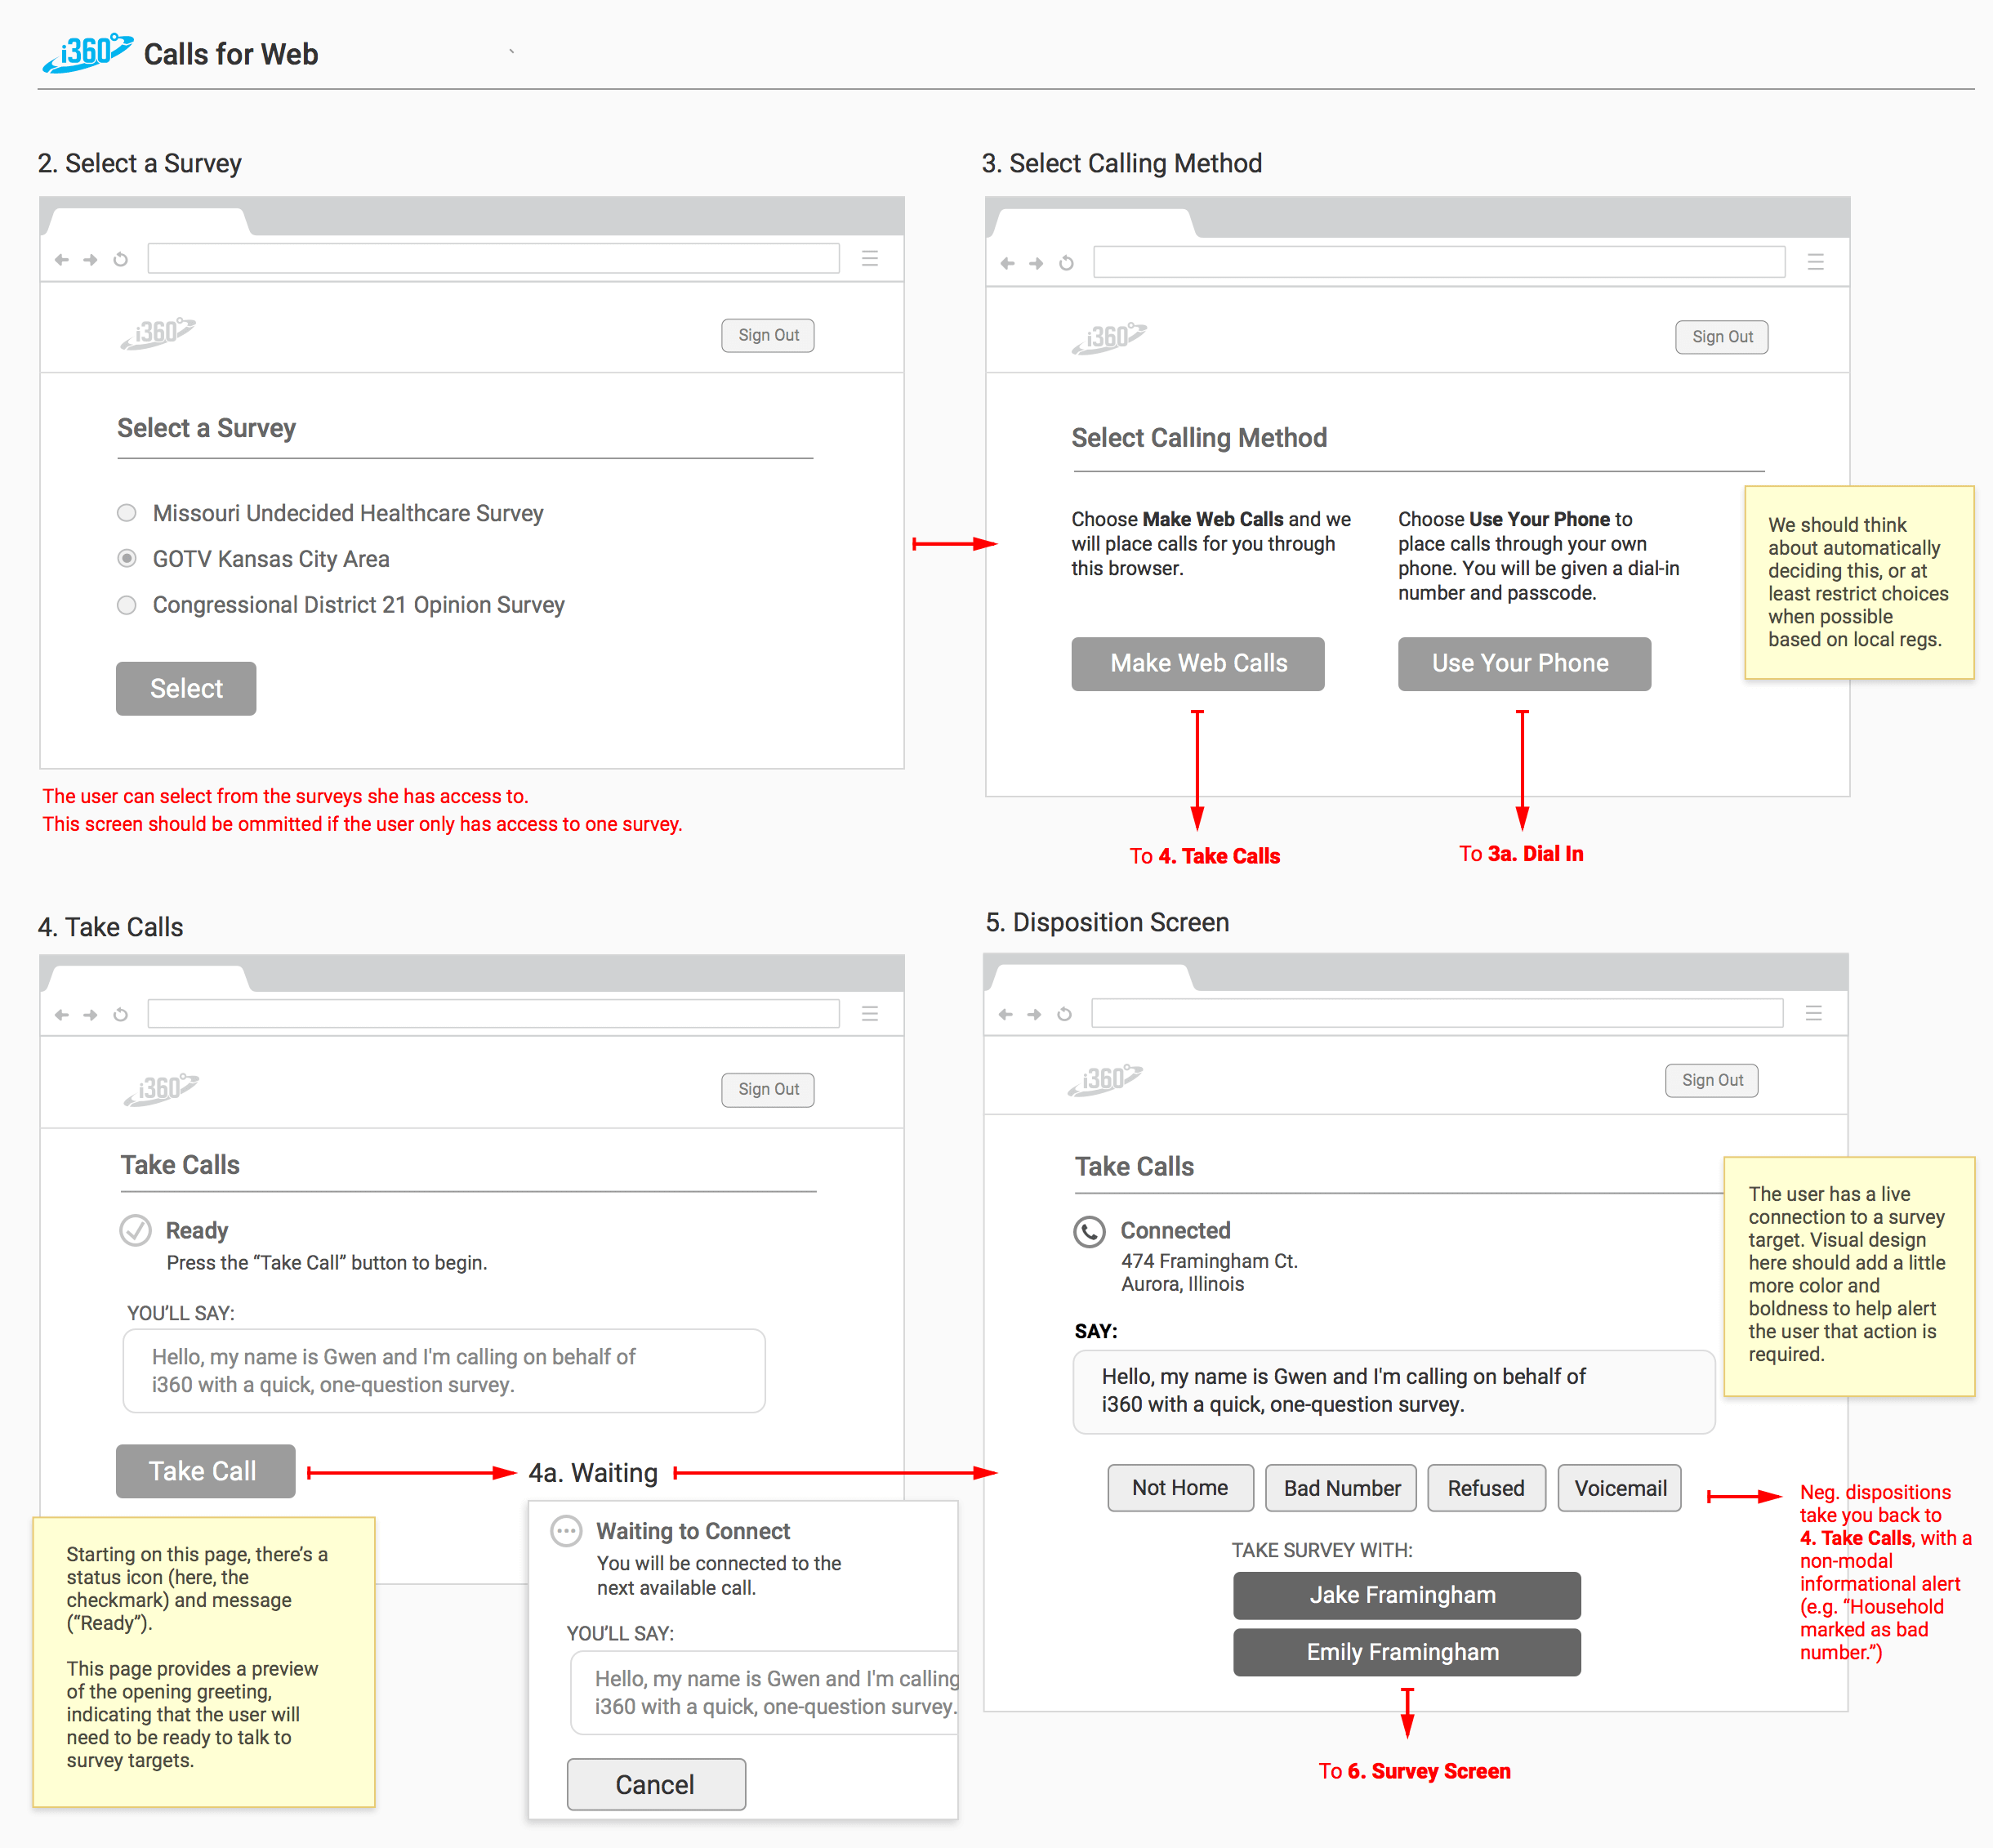 i360° Calls for Web
2. Select a Survey
i360°
Sign Out
Select a Survey
Missouri Undecided Healthcare Survey
GOTV Kansas City Area
Congressional District 21 Opinion Survey
Select
The user can select from the surveys she has access to.
This screen should be ommitted if the user only has access to one survey.
3. Select Calling Method
i360°
Sign Out
Select Calling Method
Choose Make Web Calls and we
will place calls for you through
this browser.
Make Web Calls
To 4. Take Calls
Choose Use Your Phone to
place calls through your own
phone. You will be given a dial-in
number and passcode.
Use Your Phone
To 3a. Dial In
We should think
about automatically
deciding this, or at
least restrict choices
when possible
based on local regs.
4. Take Calls
i360°
Sign Out
Take Calls
Ready
Press the “Take Call” button to begin.
YOU’LL SAY:
Hello, my name is Gwen and I'm calling on behalf of
i360 with a quick, one-question survey.
Take Call
Starting on this page, there’s a
status icon (here, the
checkmark) and message
(“Ready”).
This page provides a preview
of the opening greeting,
indicating that the user will
need to be ready to talk to
survey targets.
4a. Waiting
Waiting to Connect
You will be connected to the
next available call.
YOU’LL SAY:
Hello, my name is Gwen and I'm calling
i360 with a quick, one-question survey.
Cancel
5. Disposition Screen
i360°
Sign Out
Take Calls
Connected
474 Framingham Ct.
Aurora, Illinois
SAY:
Hello, my name is Gwen and I'm calling on behalf of
i360 with a quick, one-question survey.
Not Home
Bad Number
Refused
Voicemail
TAKE SURVEY WITH:
Jake Framingham
Emily Framingham
To 6. Survey Screen
The user has a live
connection to a survey
target. Visual design
here should add a little
more color and
boldness to help alert
the user that action is
required.
Neg. dispositions
take you back to
4. Take Calls, with a
non-modal
informational alert
(e.g. “Household
marked as bad
number.”)